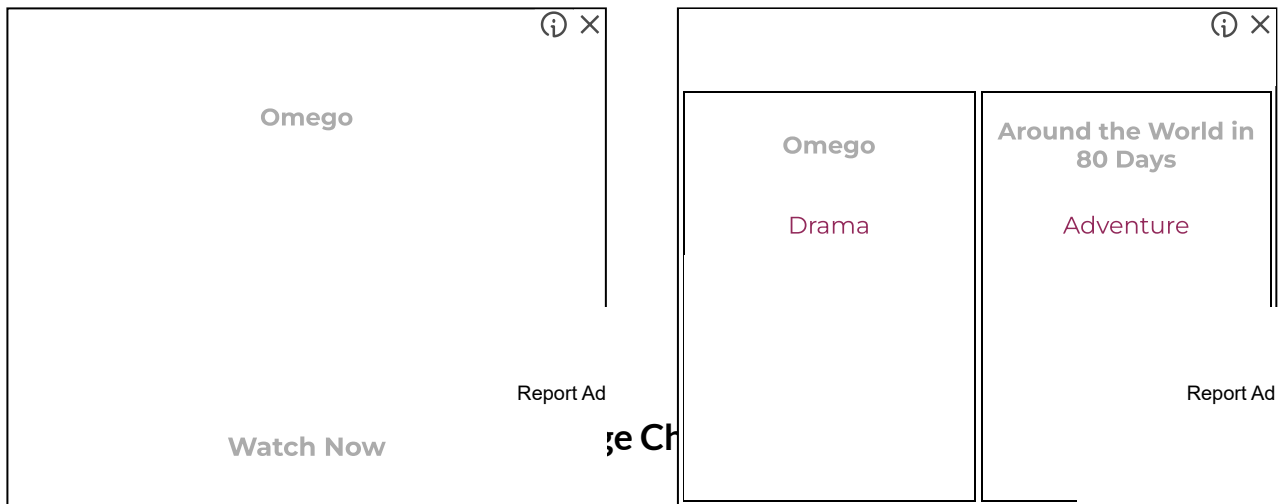 Omego
Watch Now
Report Ad
Omego
Drama
Around the World in
80 Days
Adventure
Report Ad